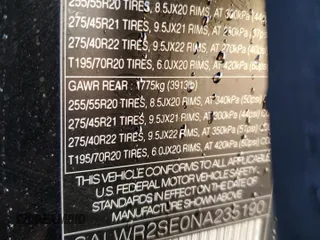 255/55R20 TIRES, 8.5JX20 RIMS, AT
275/45R21 TIRES, 9.5JX21 RIMS, AT
275/40R22 TIRES, 9.5JX22 RIMS, AT 270kPa
T195/70R20 TIRES, 6.0JX20 RIMS, AT 420kPa
GAWR REAR: 1775kg (3913lb)
255/55R20 TIRES, 8.5JX20 RIMS, AT 340kPa
275/45R21 TIRES, 9.5JX21 RIMS, AT 300kPa
275/40R22 TIRES, 9.5JX22 RIMS, AT 350kPa
T195/70R20 TIRES, 6.0JX20 RIMS, AT 420kPa
THIS VEHICLE CONFORMS TO ALL APPLICABLE
U.S. FEDERAL MOTOR VEHICLE SAFETY
STANDARDS IN EFFECT ON THE DATE OF
MANUFACTURE SHOWN ABOVE
SALWR2SE0NA235190